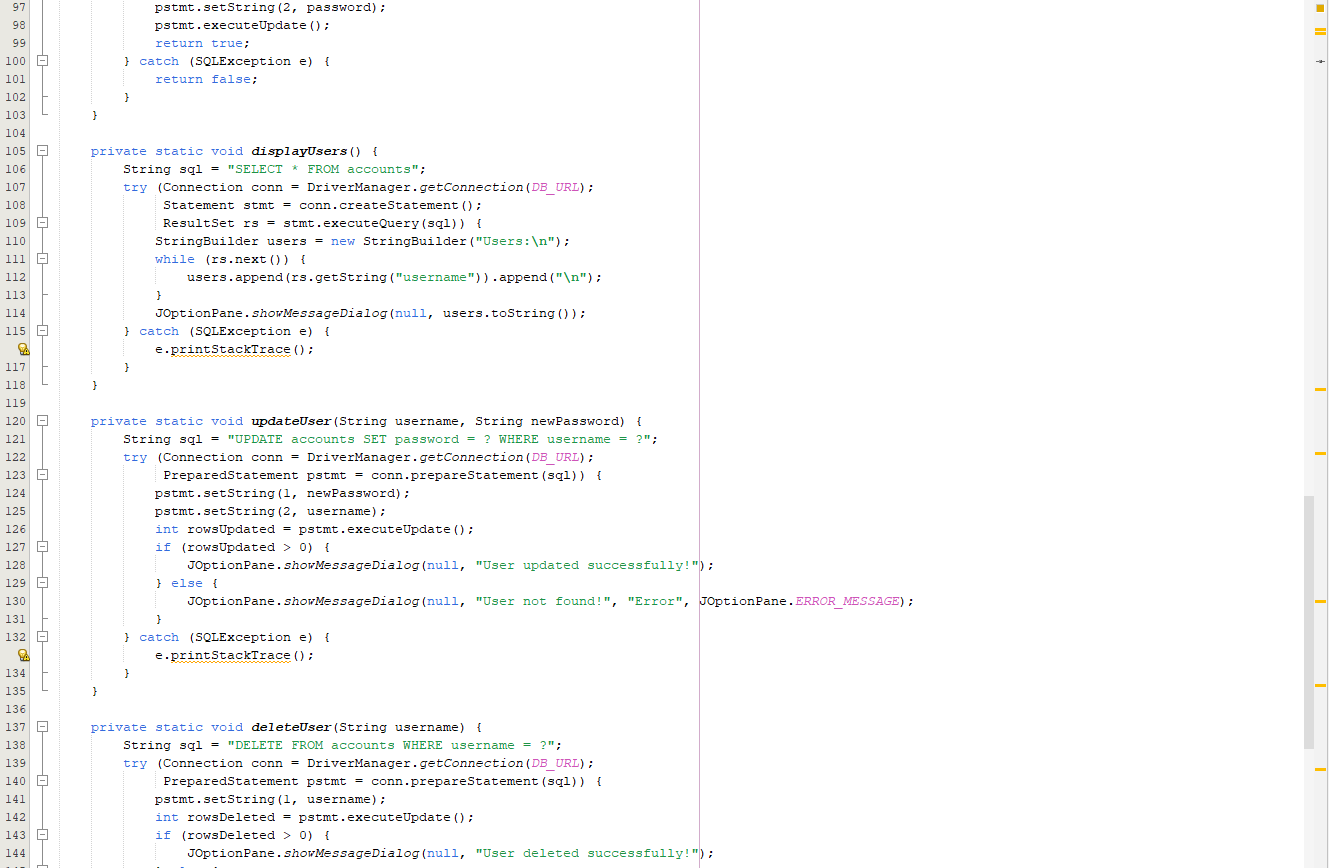 97 pstmt.setString(2, password);
98 pstmt.executeUpdate();
99 return true;
100 } catch (SQLException e) {
101 return false;
102 }
103 }
104
105 private static void displayUsers() {
106 String sql = "SELECT * FROM accounts";
107 try (Connection conn = DriverManager.getConnection(DB_URL);
108 Statement stmt = conn.createStatement();
109 ResultSet rs = stmt.executeQuery(sql)) {
110 StringBuilder users = new StringBuilder("Users:\n");
111 while (rs.next()) {
112 users.append(rs.getString("username")).append("\n");
113 }
114 JOptionPane.showMessageDialog(null, users.toString());
115 } catch (SQLException e) {
e.printStackTrace();
117 }
118 }
119
120 private static void updateUser(String username, String newPassword) {
121 String sql = "UPDATE accounts SET password = ? WHERE username = ?";
122 try (Connection conn = DriverManager.getConnection(DB_URL);
123 PreparedStatement pstmt = conn.prepareStatement(sql)) {
124 pstmt.setString(1, newPassword);
125 pstmt.setString(2, username);
126 int rowsUpdated = pstmt.executeUpdate();
127 if (rowsUpdated > 0) {
128 JOptionPane.showMessageDialog(null, "User updated successfully!");
129 } else {
130 JOptionPane.showMessageDialog(null, "User not found!", "Error", JOptionPane.ERROR_MESSAGE);
131 }
132 } catch (SQLException e) {
e.printStackTrace();
134 }
135 }
136
137 private static void deleteUser(String username) {
138 String sql = "DELETE FROM accounts WHERE username = ?";
139 try (Connection conn = DriverManager.getConnection(DB_URL);
140 PreparedStatement pstmt = conn.prepareStatement(sql)) {
141 pstmt.setString(1, username);
142 int rowsDeleted = pstmt.executeUpdate();
143 if (rowsDeleted > 0) {
144 JOptionPane.showMessageDialog(null, "User deleted successfully!");